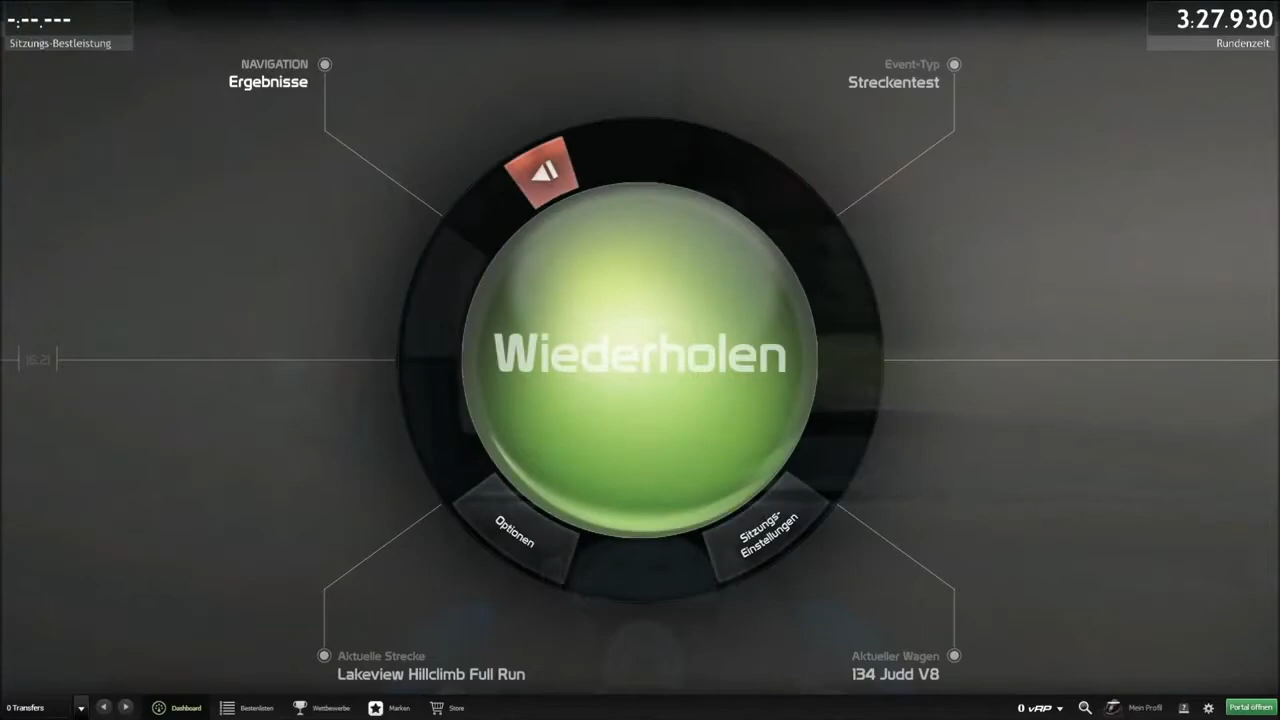 -:--.---
Sitzungs-Bestleistung
3:27.930
Rundenzeit
NAVIGATION
Ergebnisse
Event-Typ
Streckentest
16:21
Wiederholen
Optionen
Sitzungs-
Einstellungen
Aktuelle Strecke
Lakeview Hillclimb Full Run
Aktueller Wagen
134 Judd V8
0 Transfers
Dashboard
Bestenlisten
Wettbewerbe
Marken
Store
0 vRP
Mein Profil
Portal öffnen